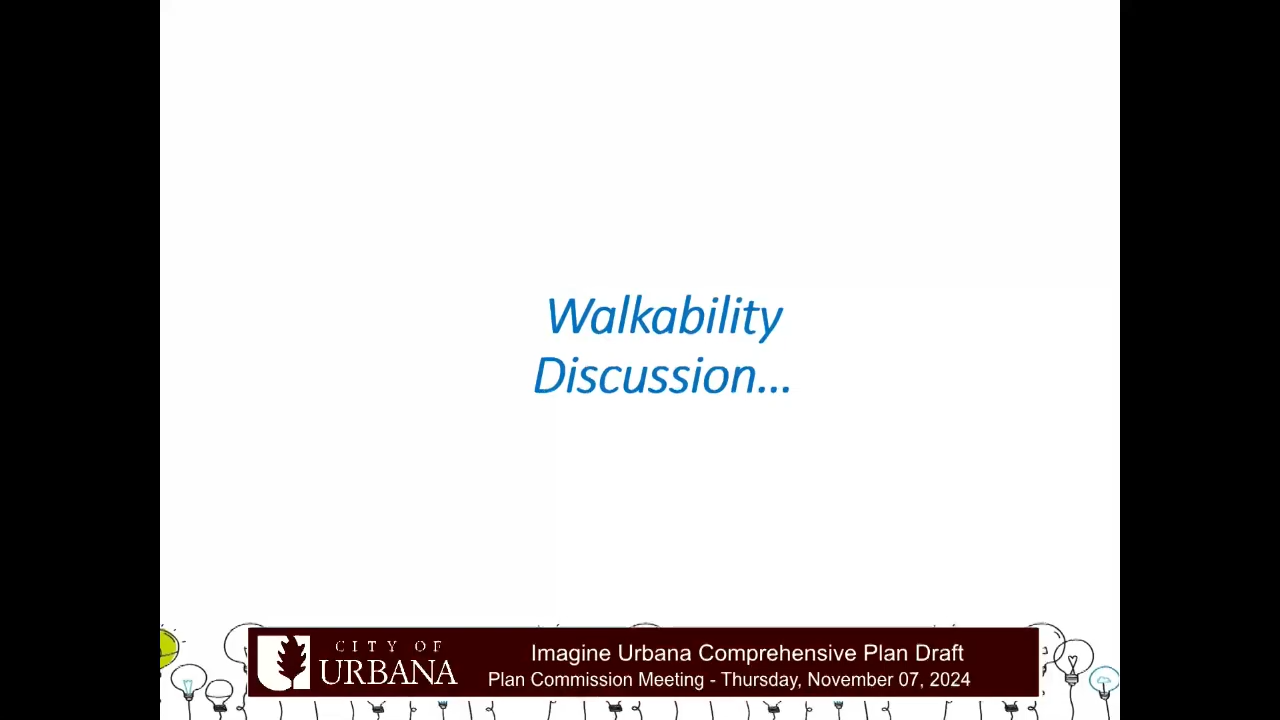 Walkability
Discussion...
CITY OF
URBANA
Imagine Urbana Comprehensive Plan Draft
Plan Commission Meeting - Thursday, November 07, 2024